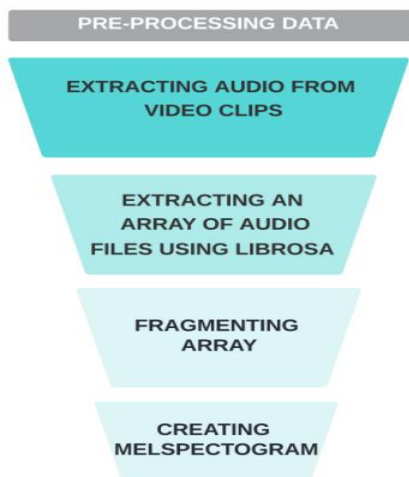 PRE-PROCESSING DATA
EXTRACTING AUDIO FROM
VIDEO CLIPS
EXTRACTING AN
ARRAY OF AUDIO
FILES USING LIBROSA
FRAGMENTING
ARRAY
CREATING
MELSPECTOGRAM